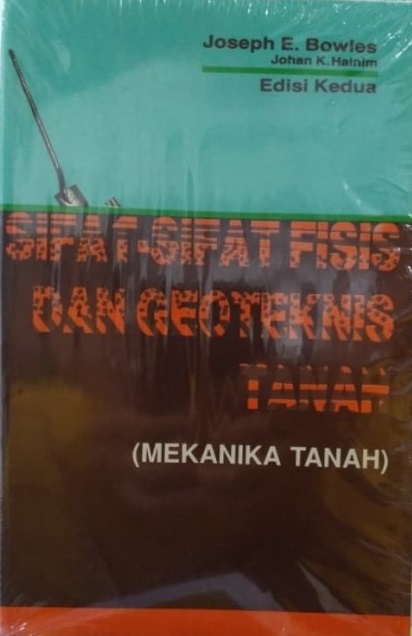 Joseph E. Bowles
Johan K. Hainim
Edisi Kedua
SIFAT-SIFAT FISIS
DAN GEOTEKNIS
TANAH
(MEKANIKA TANAH)